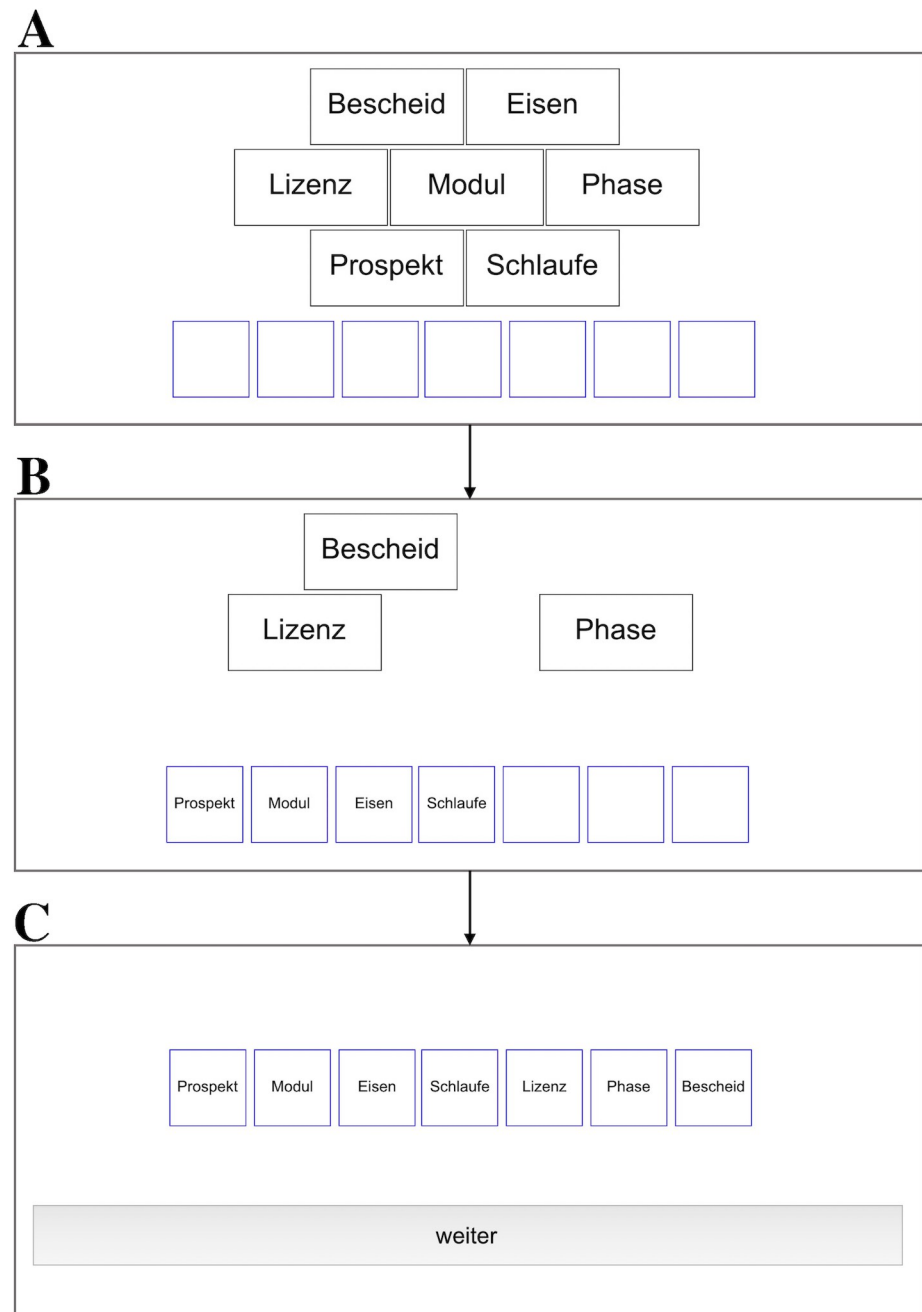 A
Bescheid Eisen
Lizenz Modul Phase
Prospekt Schlaufe
B
Bescheid
Lizenz Phase
Prospekt Modul Eisen Schlaufe
C
Prospekt Modul Eisen Schlaufe Lizenz Phase Bescheid
weiter